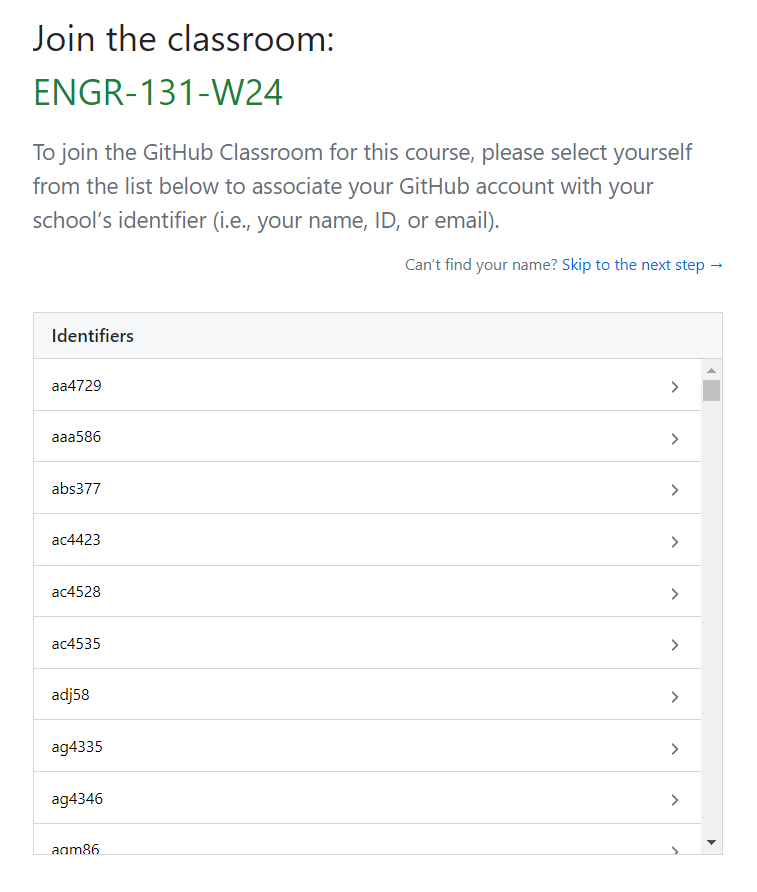 Join the classroom:
ENGR-131-W24
To join the GitHub Classroom for this course, please select yourself
from the list below to associate your GitHub account with your
school’s identifier (i.e., your name, ID, or email).
Can’t find your name? Skip to the next step →
Identifiers
aa4729
aaa586
abs377
ac4423
ac4528
ac4535
adj58
ag4335
ag4346
agm86